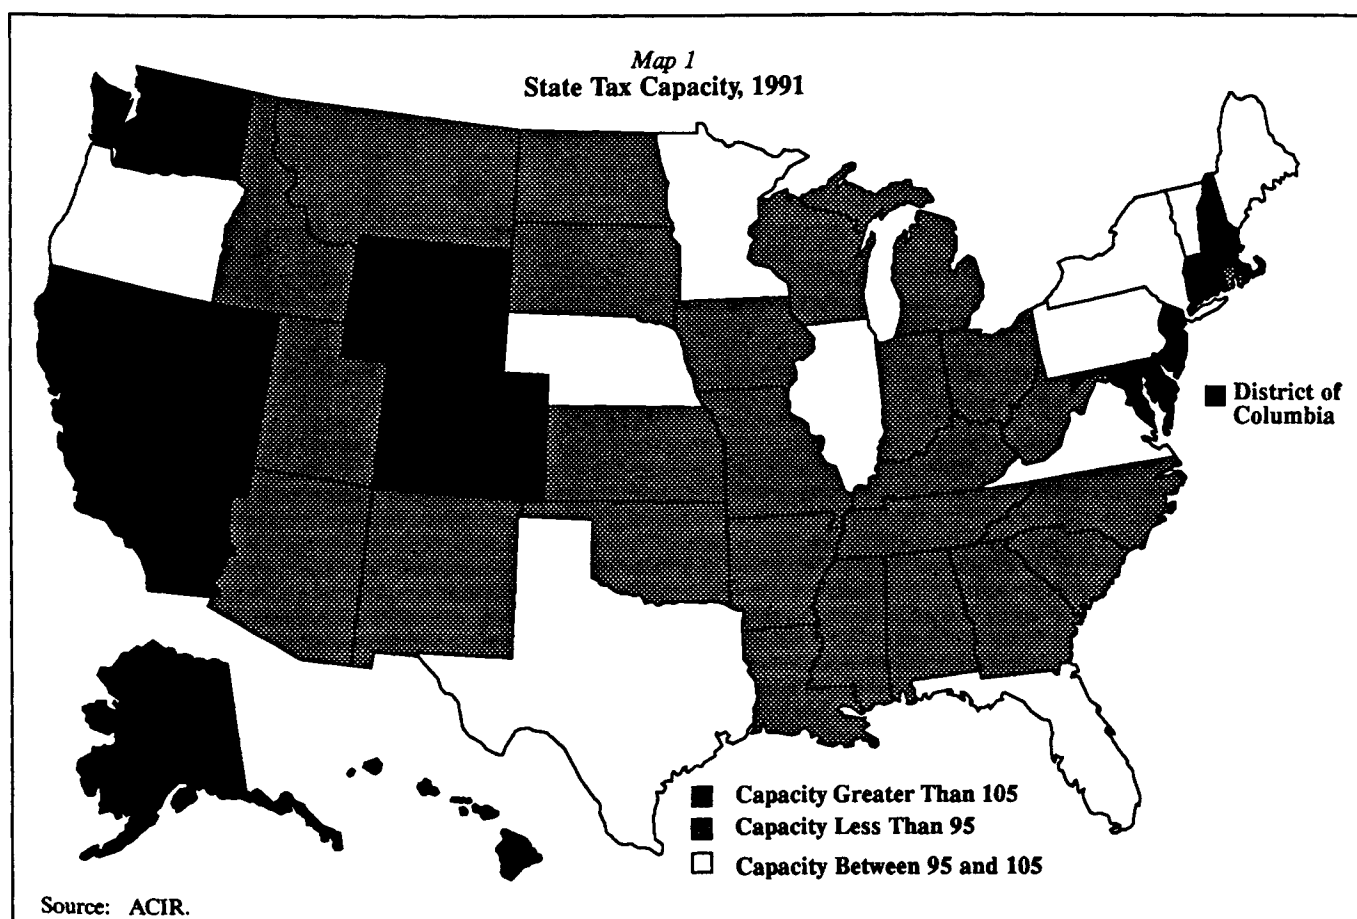 Map 1
State Tax Capacity, 1991
District of
Columbia
Capacity Greater Than 105
Capacity Less Than 95
Capacity Between 95 and 105
Source: ACIR.